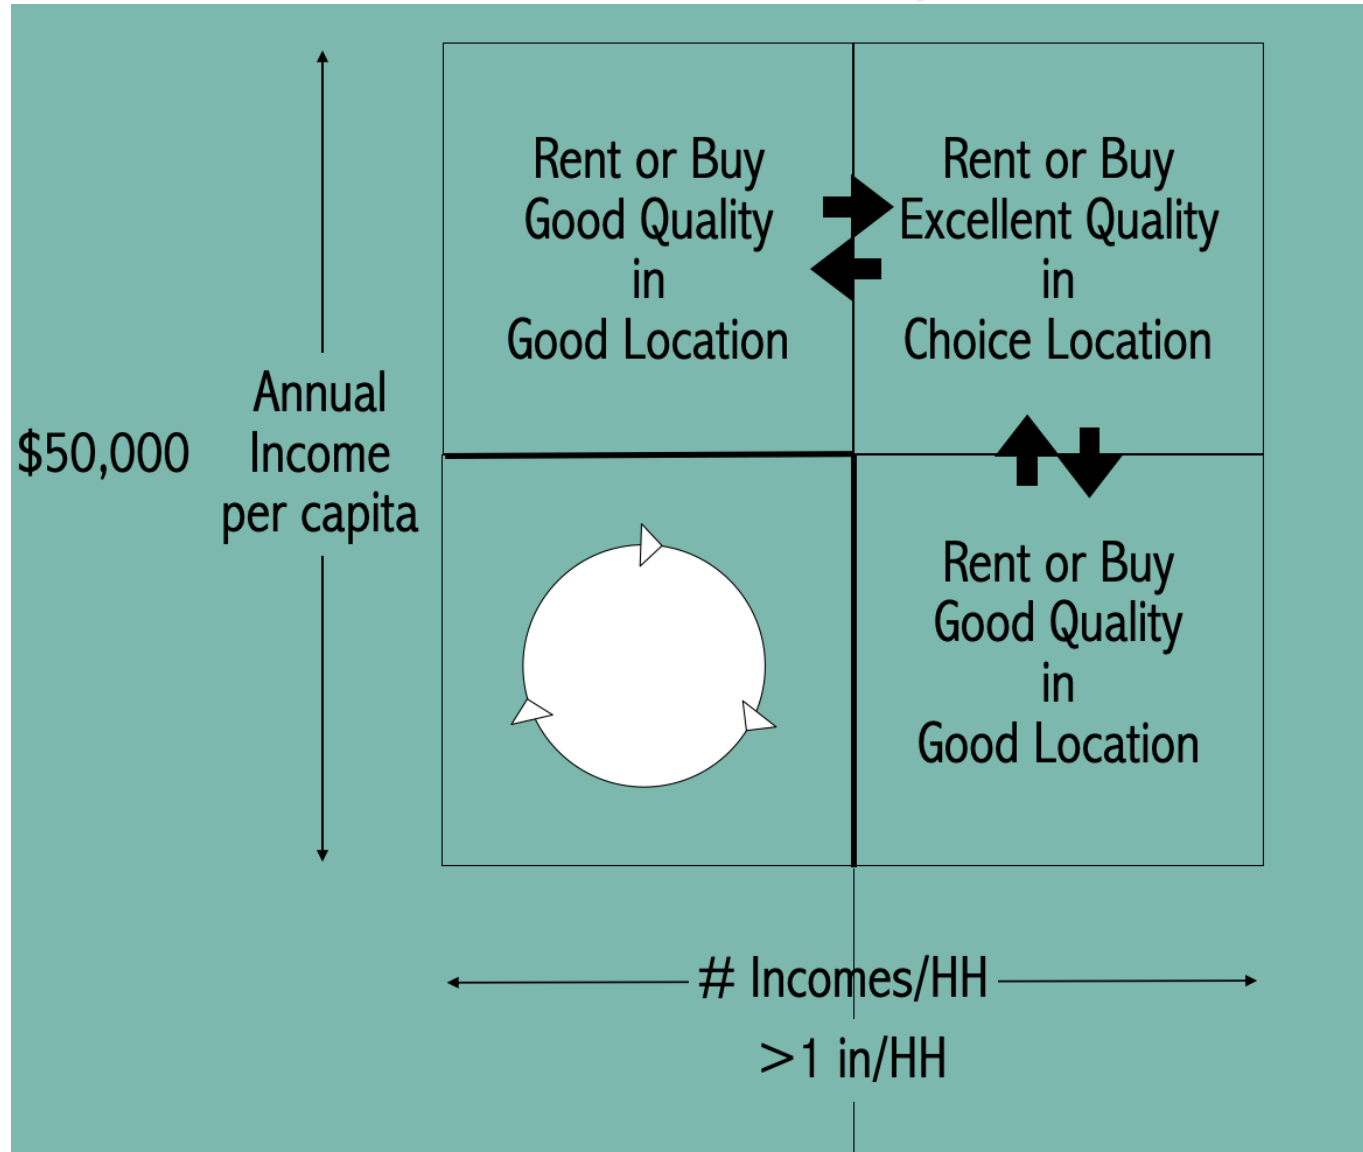 Rent or Buy
Good Quality
in
Good Location
Rent or Buy
Excellent Quality
in
Choice Location
$50,000
Annual
Income
per capita
Rent or Buy
Good Quality
in
Good Location
# Incomes/HH
>1 in/HH